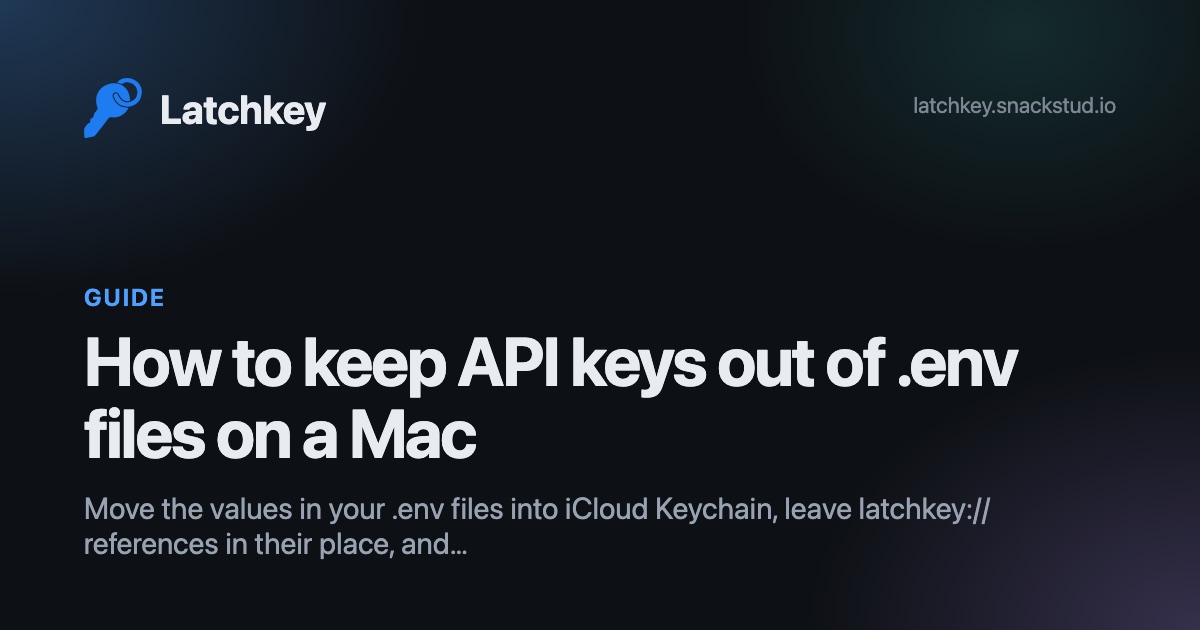 Latchkey
latchkey.snackstud.io
GUIDE
How to keep API keys out of .env
files on a Mac
Move the values in your .env files into iCloud Keychain, leave latchkey://
references in their place, and…